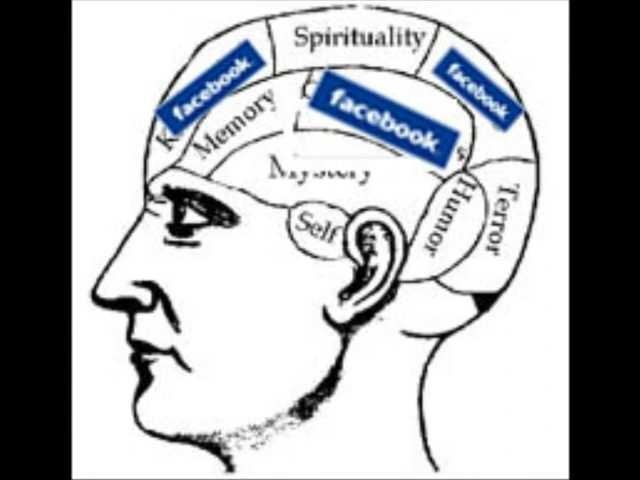 Spirituality
facebook
facebook
Memory
facebook
Mystery
Self
Humor
Terror